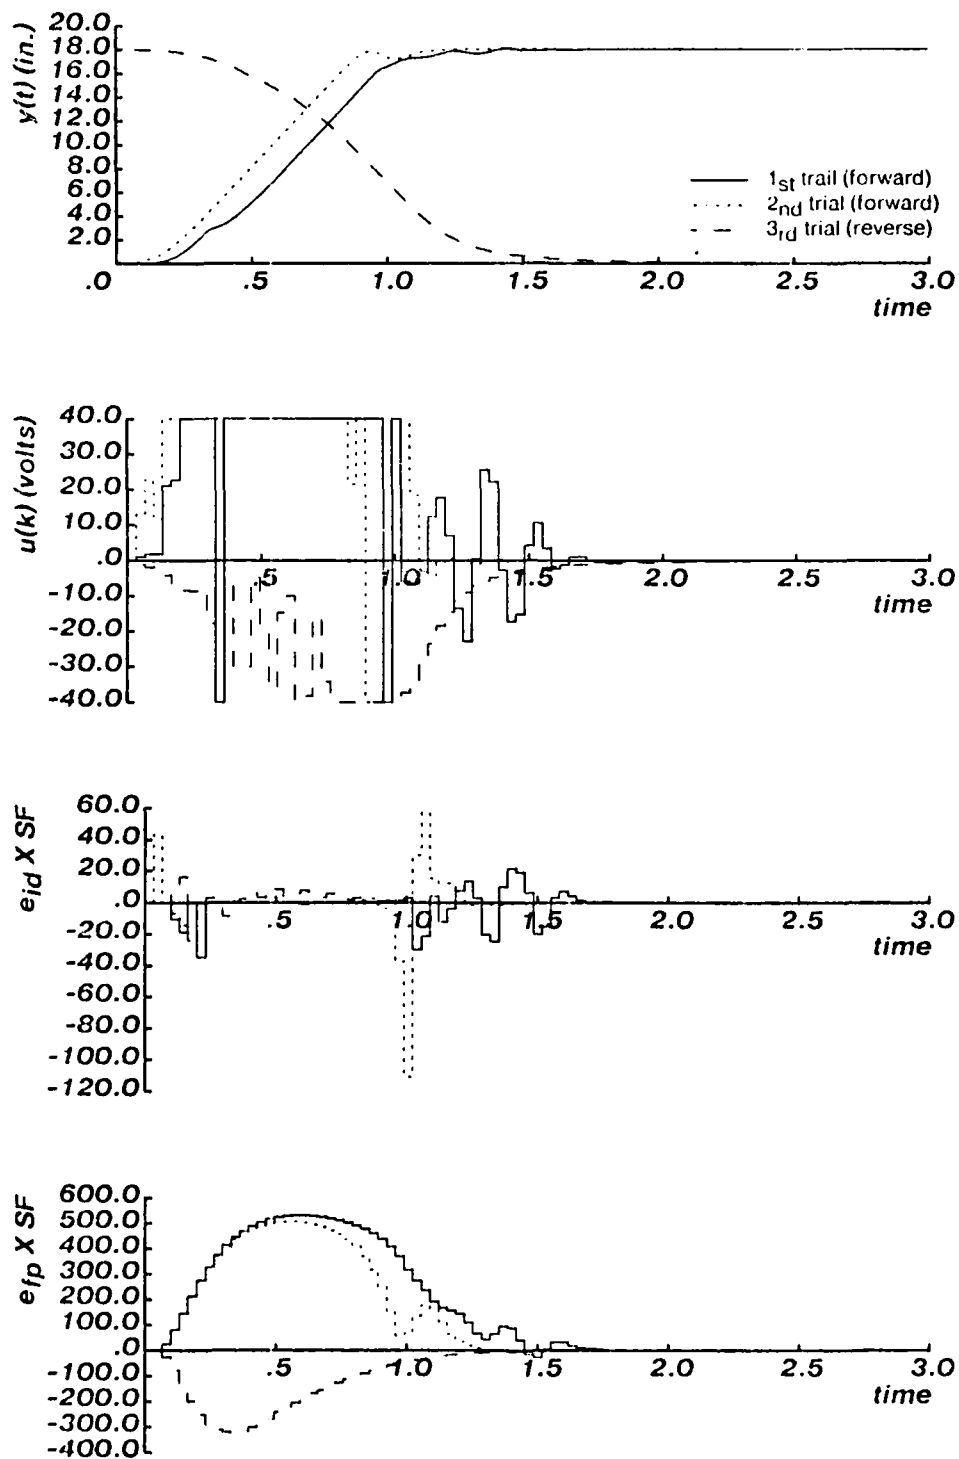 y(t) (in.)
20.0
18.0
16.0
14.0
12.0
10.0
8.0
6.0
4.0
2.0
.0 .5 1.0 1.5 2.0 2.5 3.0
time
1st trail (forward)
2nd trial (forward)
3rd trial (reverse)
u(k) (volts)
40.0
30.0
20.0
10.0
.0
-10.0
-20.0
-30.0
-40.0
.5 1.0 1.5 2.0 2.5 3.0
time
eid X SF
60.0
40.0
20.0
.0
-20.0
-40.0
-60.0
-80.0
-100.0
-120.0
.5 1.0 1.5 2.0 2.5 3.0
time
efp X SF
600.0
500.0
400.0
300.0
200.0
100.0
.0
-100.0
-200.0
-300.0
-400.0
.5 1.0 1.5 2.0 2.5 3.0
time